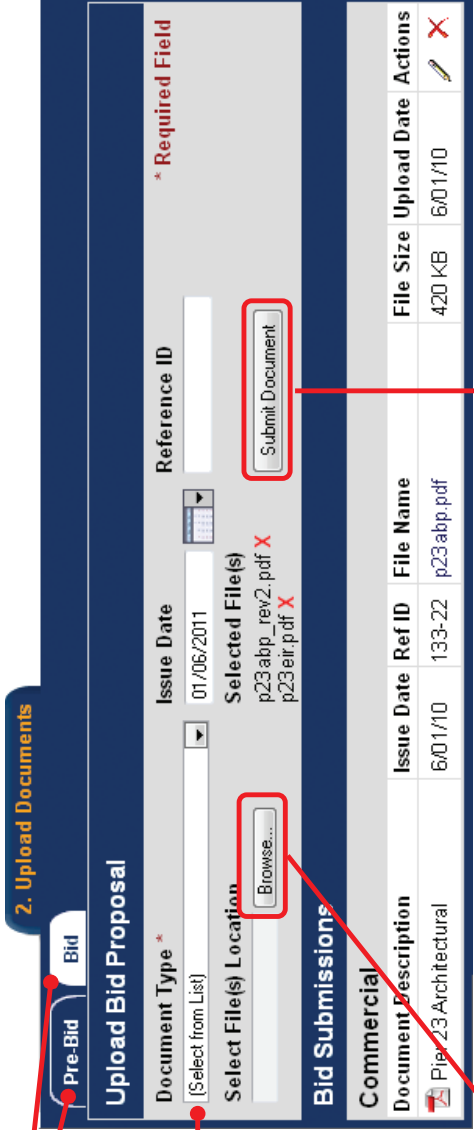 2. Upload Documents
Pre-Bid Bid
Upload Bid Proposal
* Required Field
Document Type * Issue Date Reference ID
(Select from List) 01/06/2011
Select File(s) Location Selected File(s)
Browse... p23abp_rev2.pdf X Submit Document
p23eir.pdf X
Bid Submissions
Commercial
Document Description Issue Date Ref ID File Name File Size Upload Date Actions
Pier 23 Architectural 6/01/10 133-22 p23abp.pdf 420 KB 6/01/10